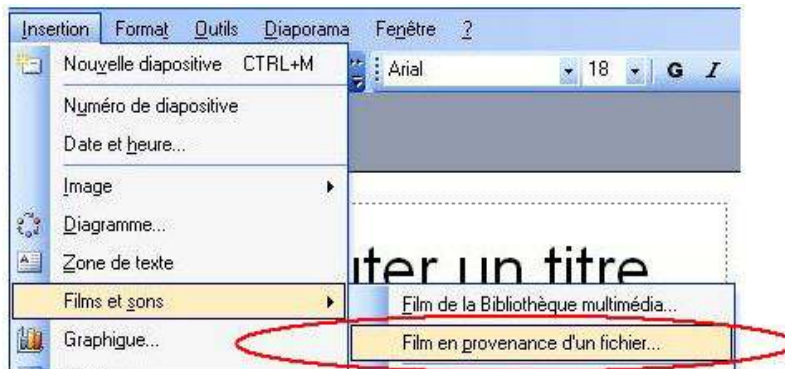 Insertion Format Outils Diaporama Fenêtre ?
Nouvelle diapositive CTRL+M
Arial 18 G I
Numéro de diapositive
Date et heure...
Image
Diagramme...
Zone de texte
uter un titre
Films et sons
Film de la Bibliothèque multimédia...
Graphique...
Film en provenance d'un fichier...